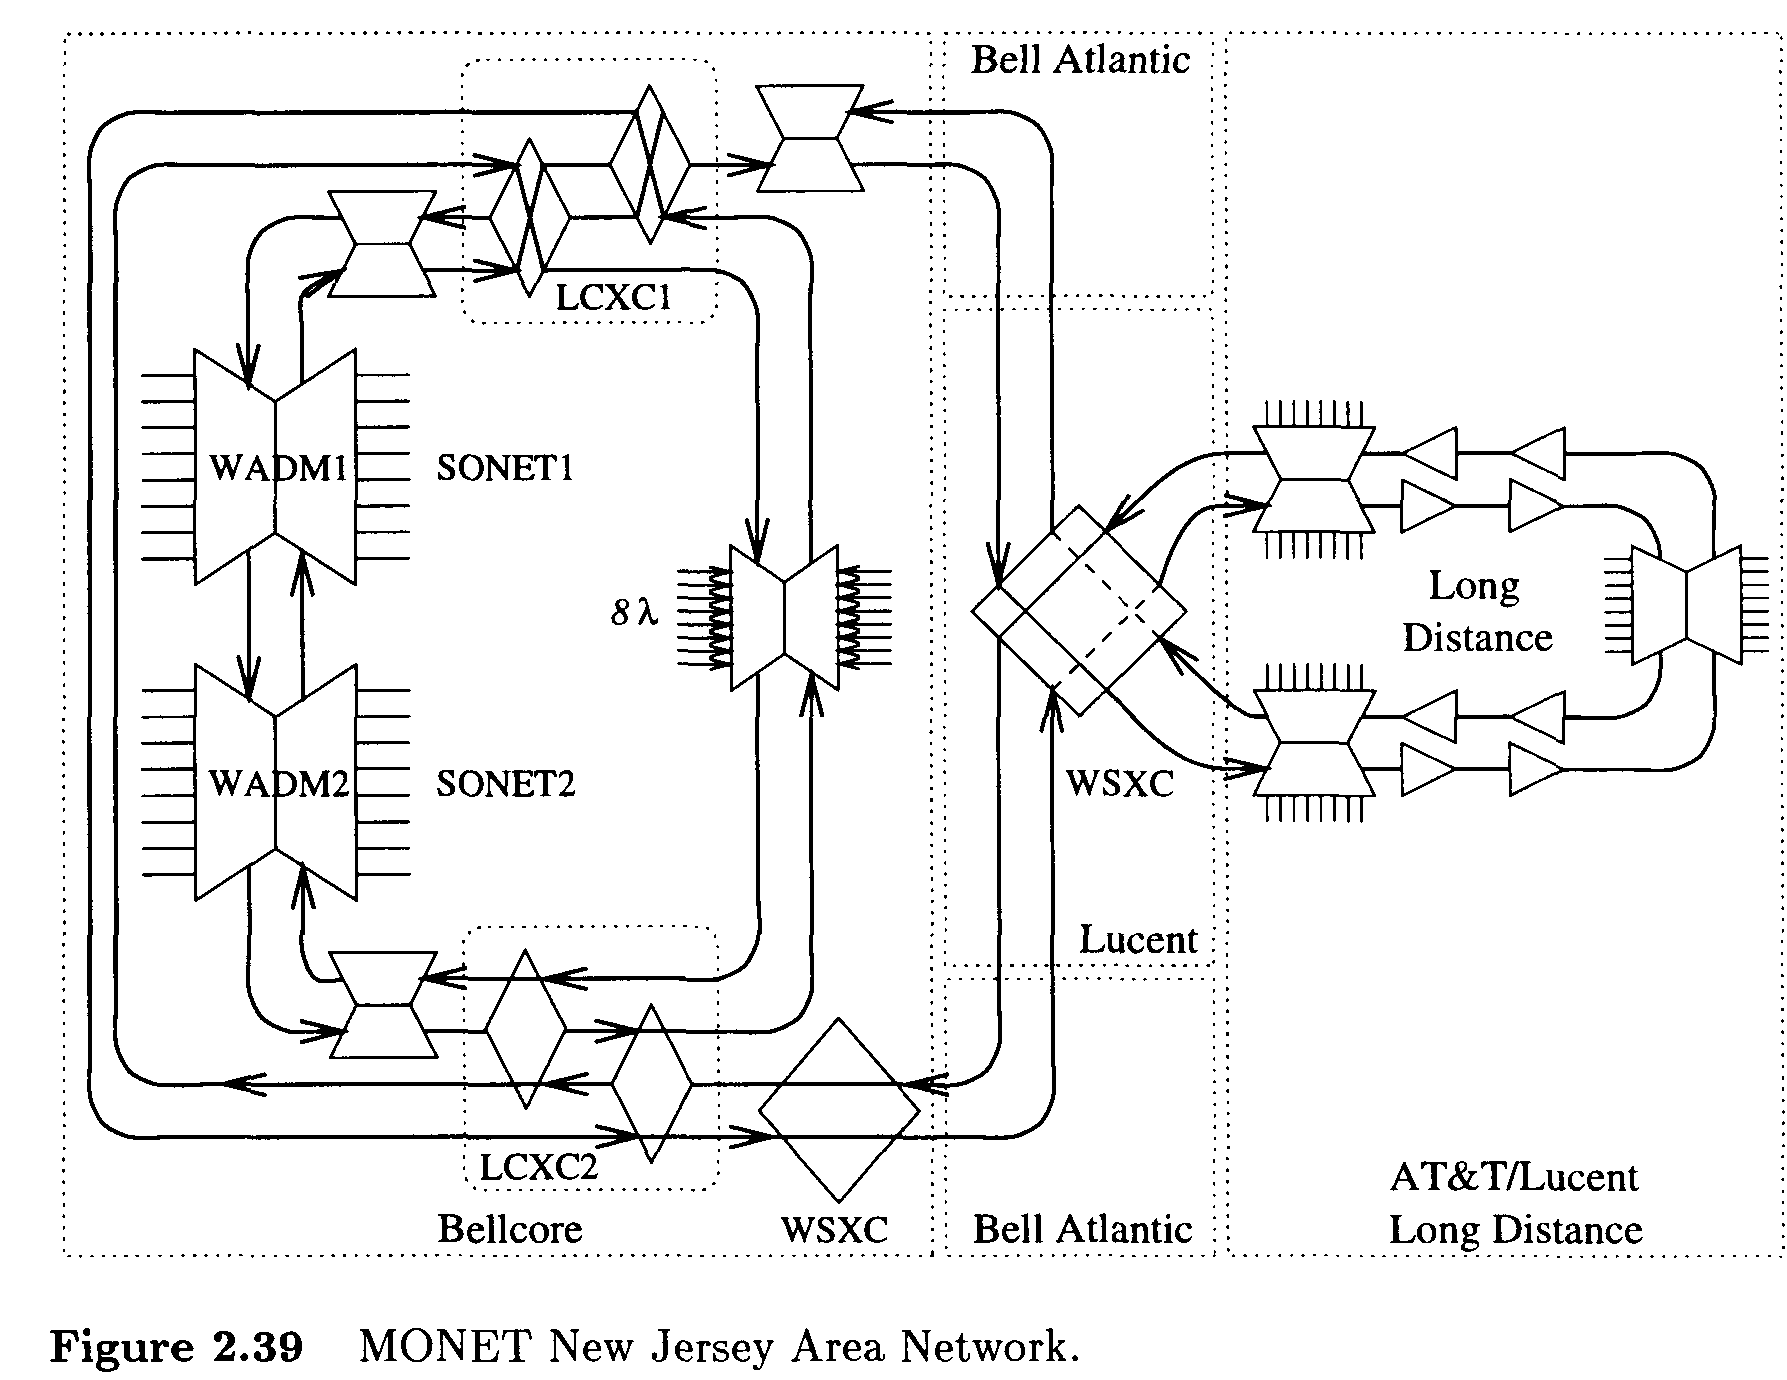 Bell Atlantic
LCXC1
WADM1
SONET1
8 λ
Long
Distance
WADM2
SONET2
WSXC
Lucent
LCXC2
Bellcore
WSXC
Bell Atlantic
AT&T/Lucent
Long Distance
Figure 2.39 MONET New Jersey Area Network.